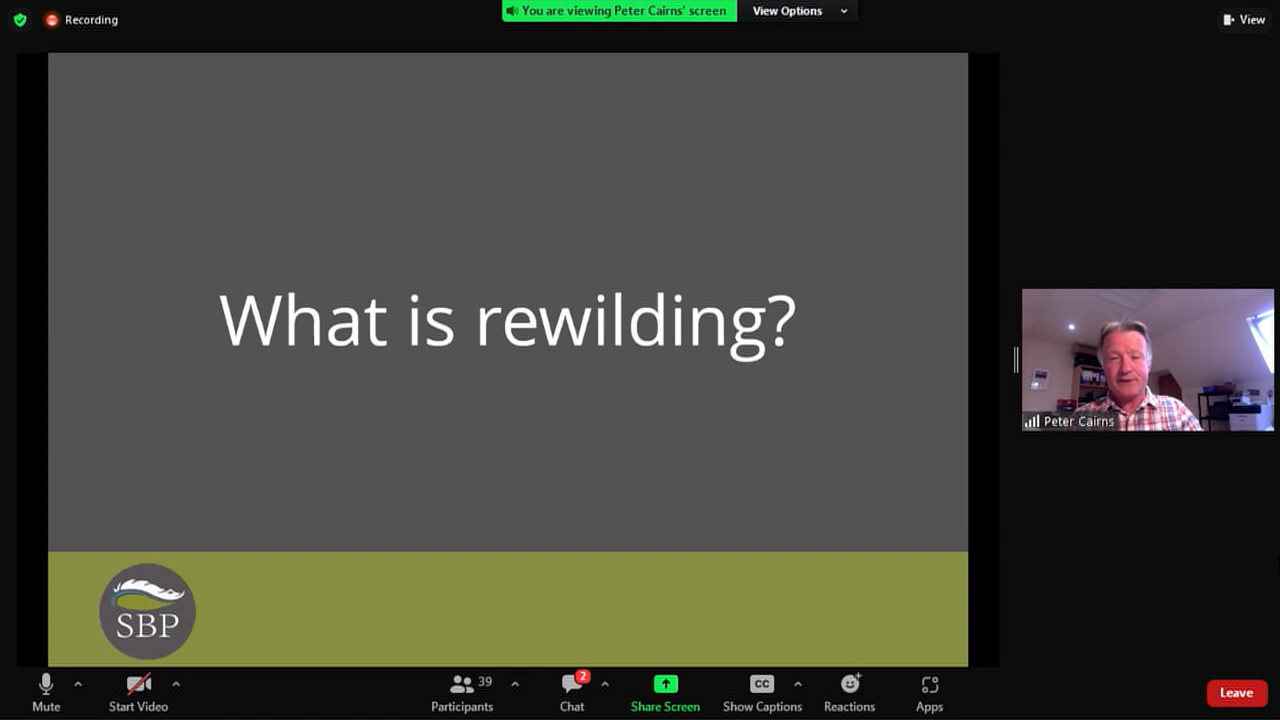 Recording
You are viewing Peter Cairns' screen
View Options
View
What is rewilding?
Peter Cairns
SBP
Mute
Start Video
39
Participants
2
Chat
Share Screen
CC
Show Captions
Reactions
Apps
Leave